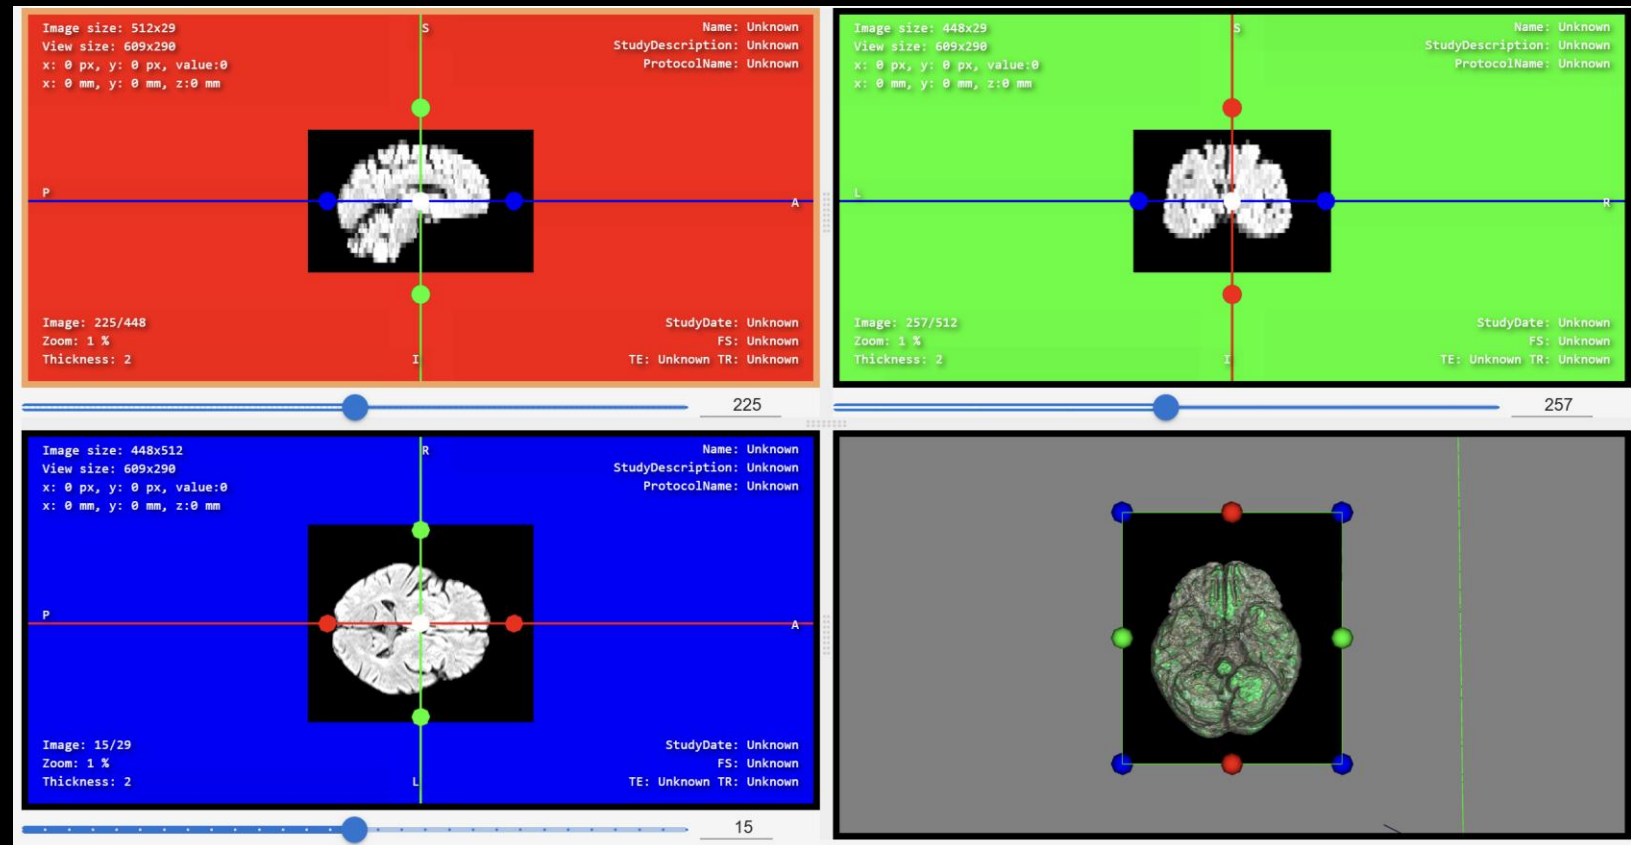 Image size: 512x29
View size: 609x290
x: 0 px, y: 0 px, value:0
x: 0 mm, y: 0 mm, z:0 mm
S
Name: Unknown
StudyDescription: Unknown
ProtocolName: Unknown
P
A
Image: 225/448
Zoom: 1 %
Thickness: 2
I
StudyDate: Unknown
FS: Unknown
TE: Unknown TR: Unknown
225
Image size: 448x29
View size: 609x290
x: 0 px, y: 0 px, value:0
x: 0 mm, y: 0 mm, z:0 mm
S
Name: Unknown
StudyDescription: Unknown
ProtocolName: Unknown
L
R
Image: 257/512
Zoom: 1 %
Thickness: 2
I
StudyDate: Unknown
FS: Unknown
TE: Unknown TR: Unknown
257
Image size: 448x512
View size: 609x290
x: 0 px, y: 0 px, value:0
x: 0 mm, y: 0 mm, z:0 mm
R
Name: Unknown
StudyDescription: Unknown
ProtocolName: Unknown
P
A
Image: 15/29
Zoom: 1 %
Thickness: 2
L
StudyDate: Unknown
FS: Unknown
TE: Unknown TR: Unknown
15